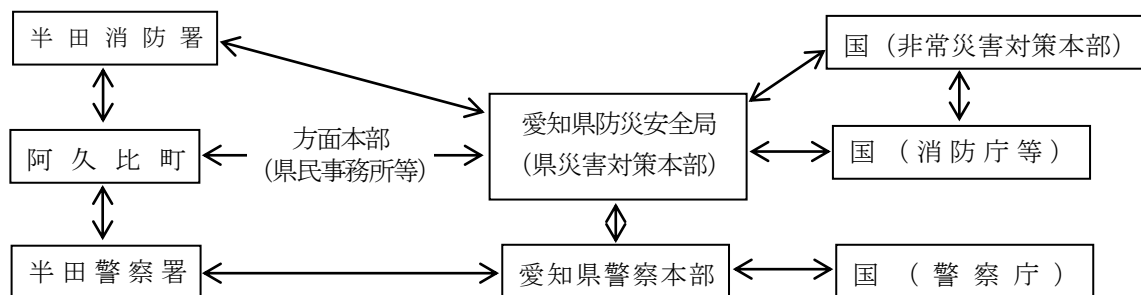 半田消防署
国(非常災害対策本部)
愛知県防災安全局
(県災害対策本部)
方面本部
(県民事務所等)
阿久比町
国(消防庁等)
半田警察署
愛知県警察本部
国(警察庁)